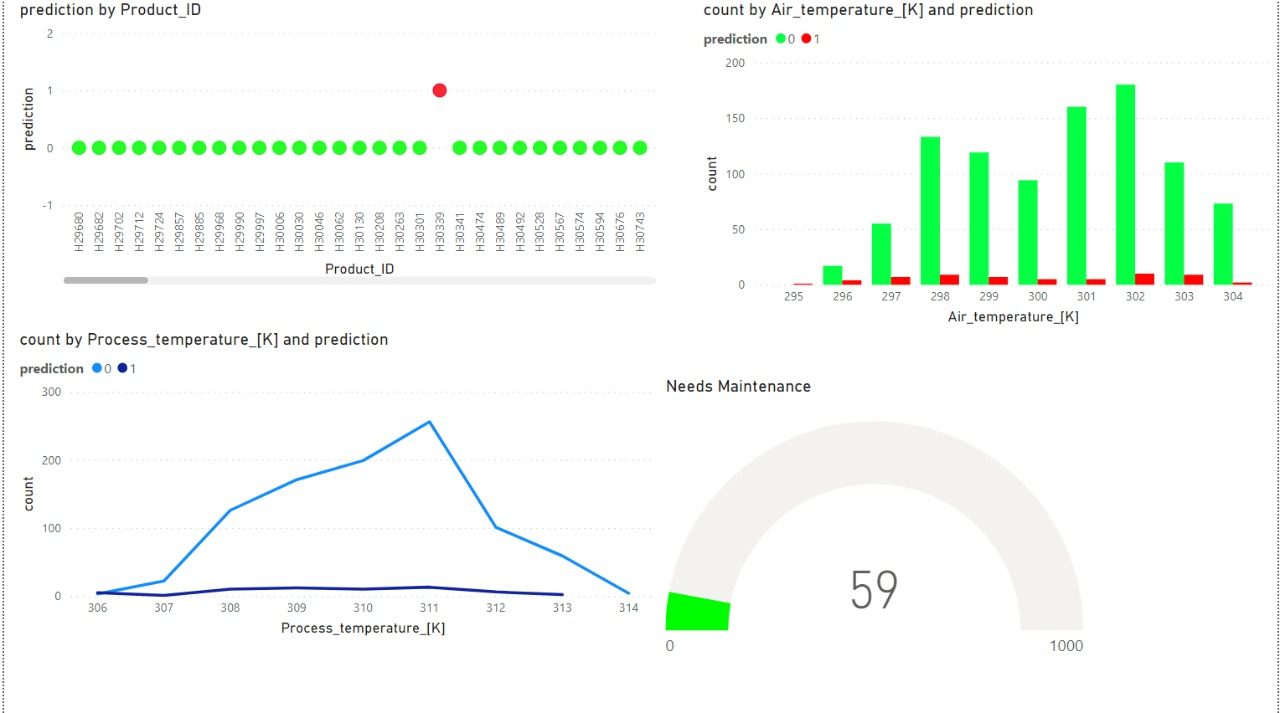 prediction by Product_ID
2
1
0
-1
prediction
H29680
H29682
H29702
H29712
H29724
H29857
H29885
H29968
H29990
H29997
H30006
H30030
H30046
H30062
H30130
H30208
H30263
H30301
H30339
H30341
H30474
H30489
H30492
H30528
H30567
H30574
H30594
H30676
H30743
Product_ID
count by Air_temperature_[K] and prediction
prediction 0 1
200
150
100
50
0
count
295 296 297 298 299 300 301 302 303 304
Air_temperature_[K]
count by Process_temperature_[K] and prediction
prediction 0 1
300
200
100
0
count
306 307 308 309 310 311 312 313 314
Process_temperature_[K]
Needs Maintenance
59
0 1000